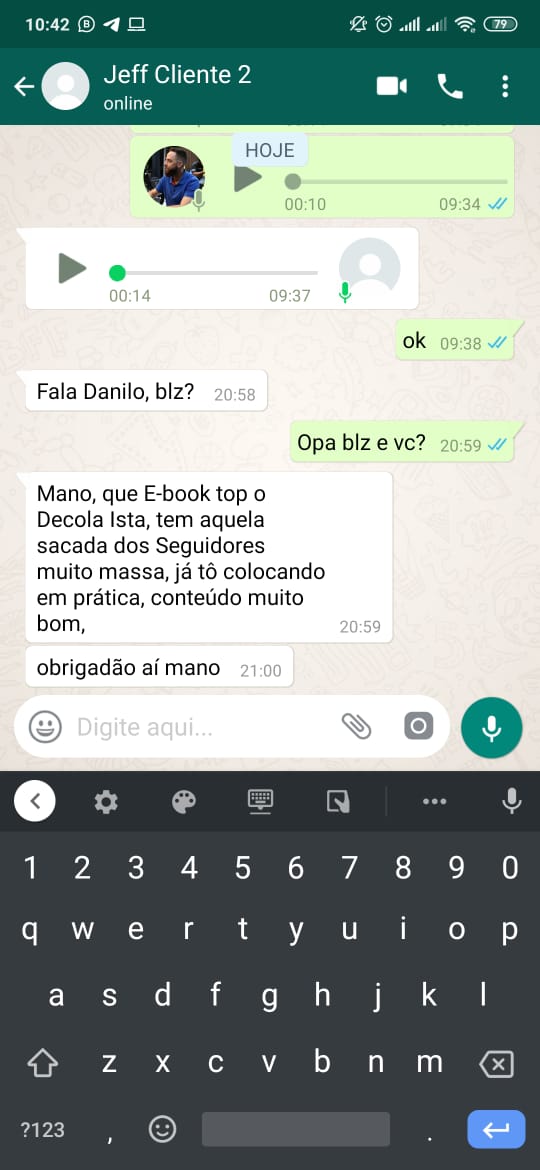 10:42
79
Jeff Cliente 2
online
HOJE
00:10 09:34
00:14 09:37
ok 09:38
Fala Danilo, blz? 20:58
Opa blz e vc? 20:59
Mano, que E-book top o
Decola Ista, tem aquela
sacada dos Seguidores
muito massa, já tô colocando
em prática, conteúdo muito
bom, 20:59
obrigadão aí mano 21:00
Digite aqui...
1 2 3 4 5 6 7 8 9 0
q w e r t y u i o p
a s d f g h j k l
z x c v b n m
?123 , .